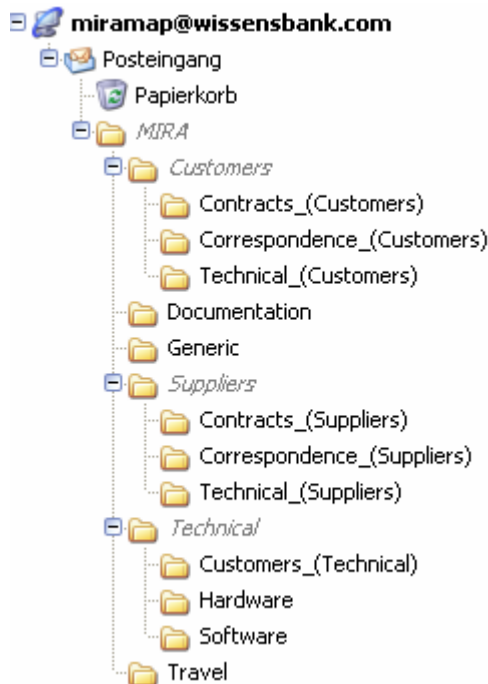 miramap@wissensbank.com
Posteingang
Papierkorb
MIRA
Customers
Contracts_(Customers)
Correspondence_(Customers)
Technical_(Customers)
Documentation
Generic
Suppliers
Contracts_(Suppliers)
Correspondence_(Suppliers)
Technical_(Suppliers)
Technical
Customers_(Technical)
Hardware
Software
Travel